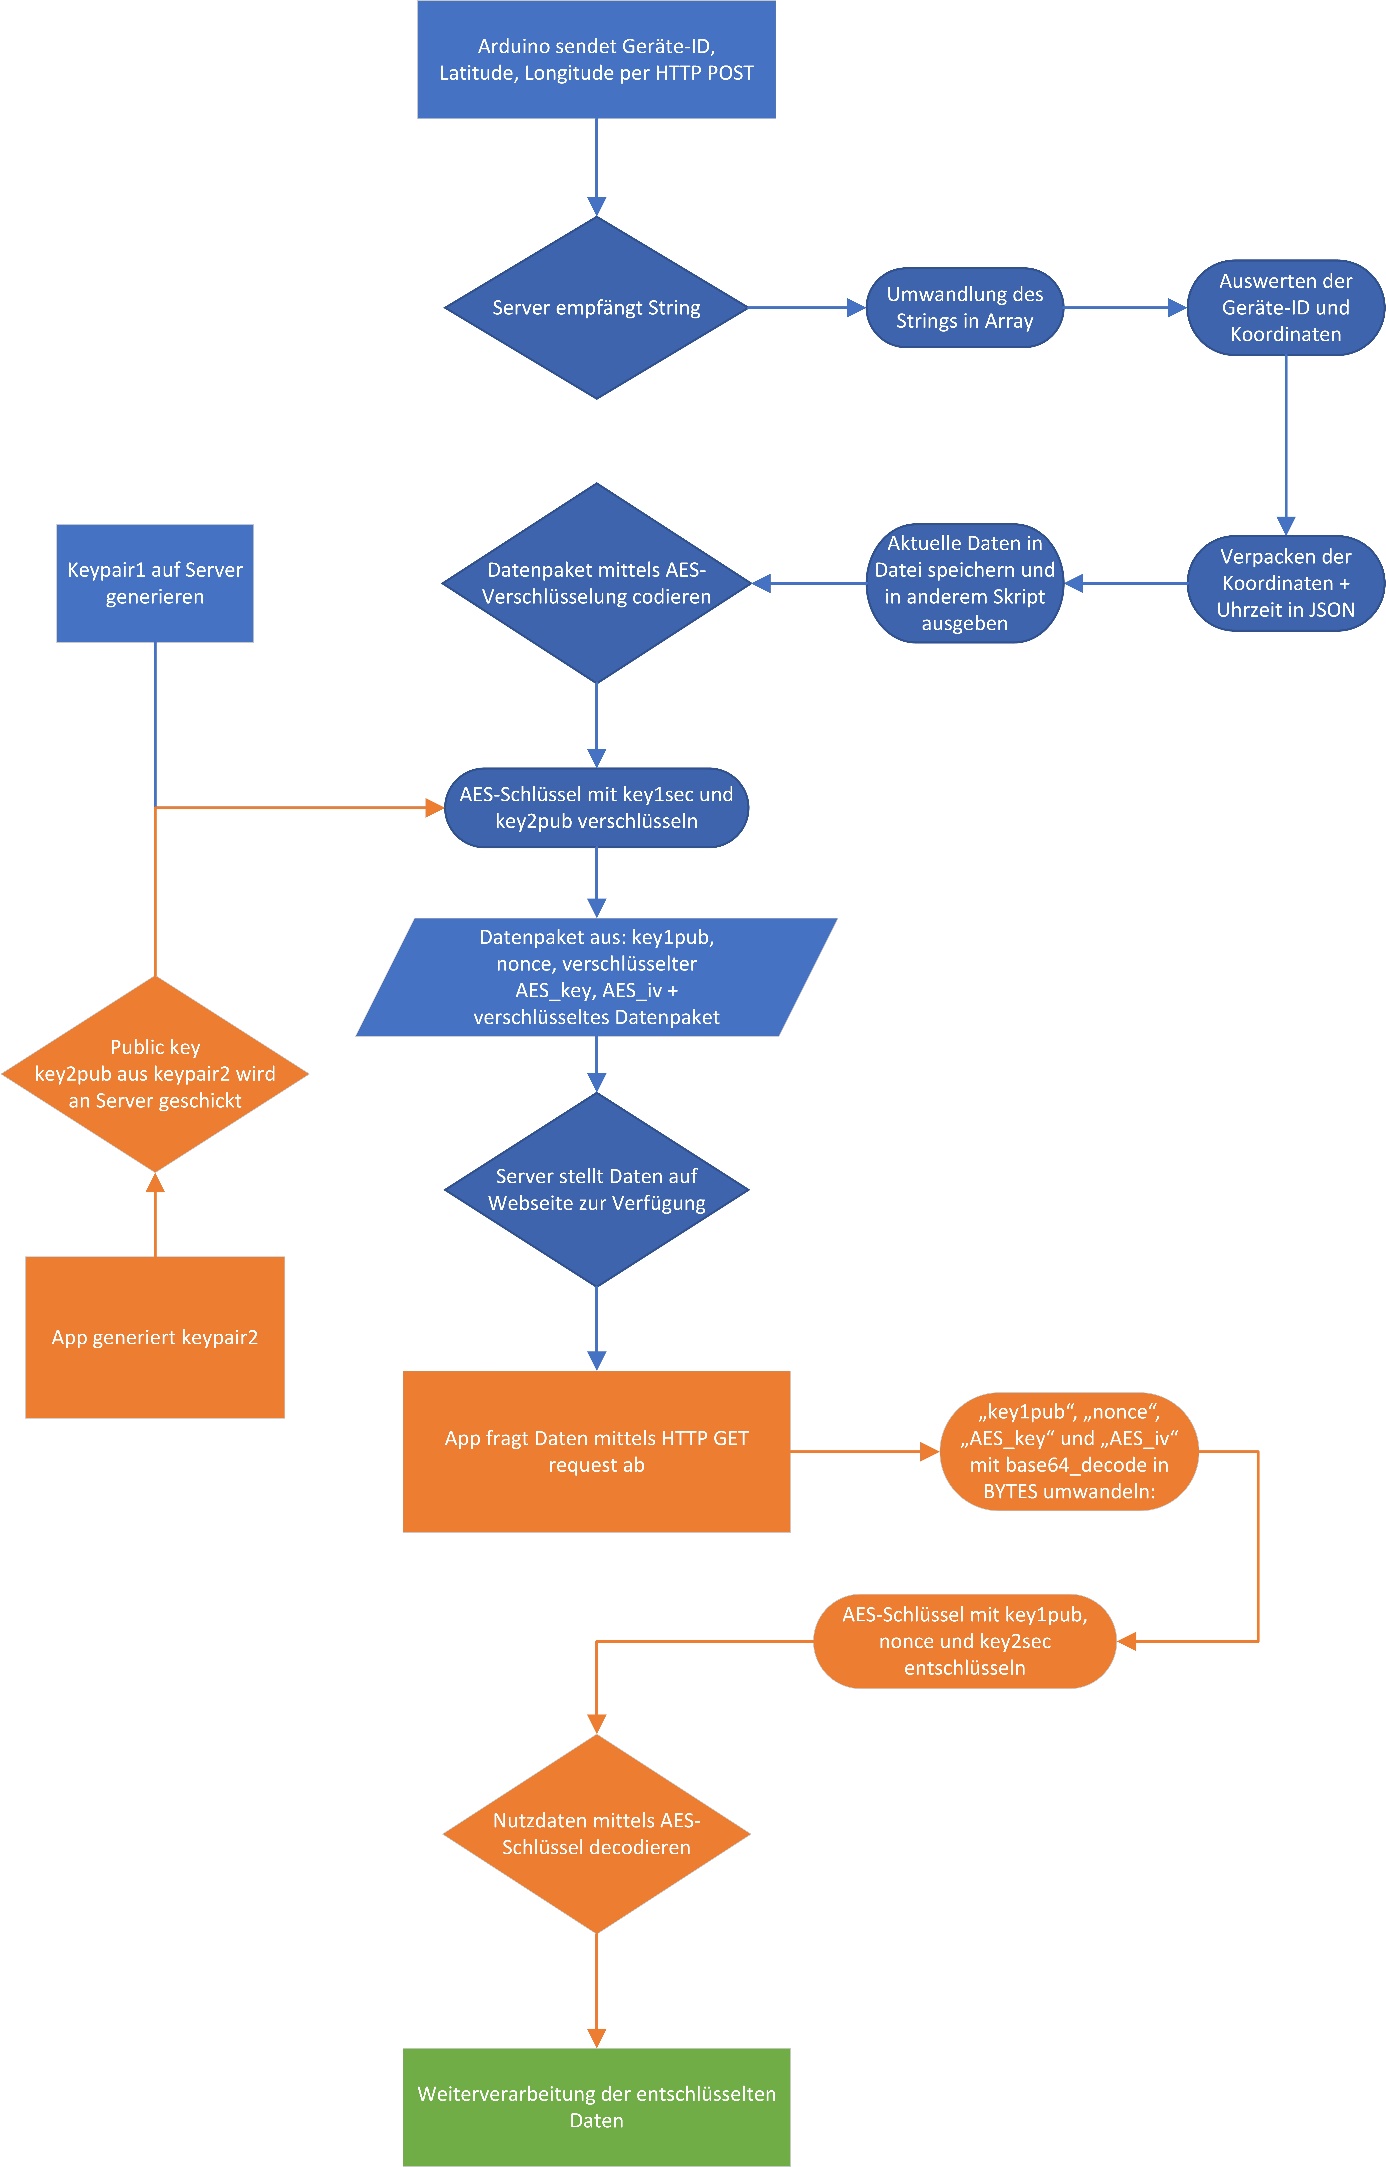 Arduino sendet Geräte-ID,
Latitude, Longitude per HTTP POST
Server empfängt String
Umwandlung des
Strings in Array
Auswerten der
Geräte-ID und
Koordinaten
Verpacken der
Koordinaten +
Uhrzeit in JSON
Aktuelle Daten in
Datei speichern und
in anderem Skript
ausgeben
Datenpaket mittels AES-
Verschlüsselung codieren
Keypair1 auf Server
generieren
AES-Schlüssel mit key1sec und
key2pub verschlüsseln
Datenpaket aus: key1pub,
nonce, verschlüsselter
AES_key, AES_iv +
verschlüsseltes Datenpaket
Public key
key2pub aus keypair2 wird
an Server geschickt
App generiert keypair2
Server stellt Daten auf
Webseite zur Verfügung
App fragt Daten mittels HTTP GET
request ab
„key1pub“, „nonce“,
„AES_key“ und „AES_iv“
mit base64_decode in
BYTES umwandeln:
AES-Schlüssel mit key1pub,
nonce und key2sec
entschlüsseln
Nutzdaten mittels AES-
Schlüssel decodieren
Weiterverarbeitung der entschlüsselten
Daten